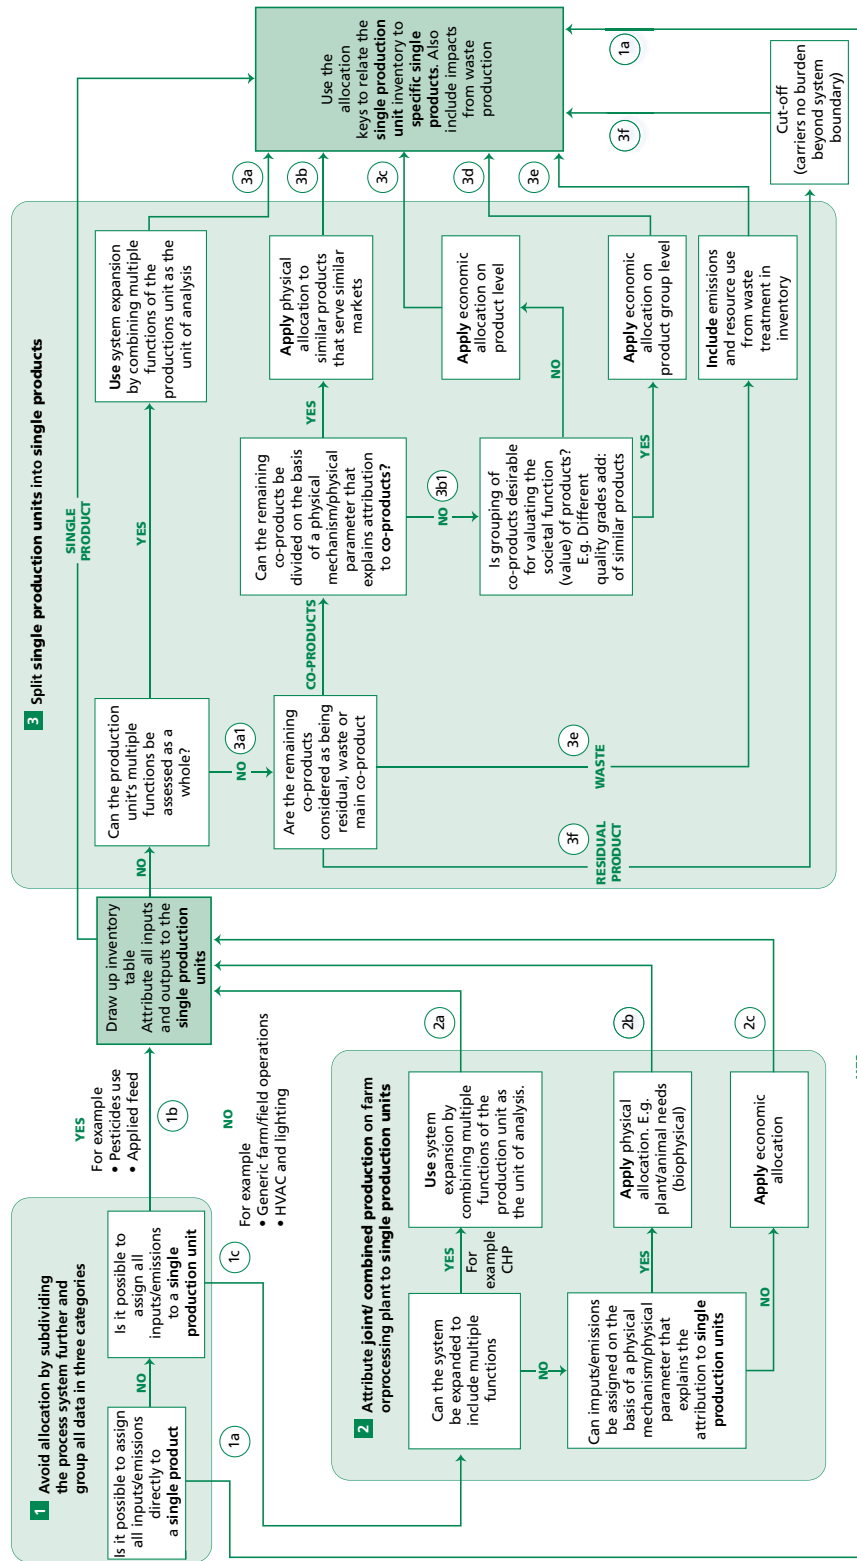 1 Avoid allocation by subdividing
the process system further and
group all data in three categories
Is it possible to assign
all inputs/emissions
directly to
a single product
NO
Is it possible to
assign all
inputs/emissions
to a single
production unit
1a
1c
YES
For example
• Pesticides use
• Applied feed
1b
NO
For example
• Generic farm/field operations
• HVAC and lighting
2 Attribute joint/ combined production on farm
orprocessing plant to single production units
Can the system
be expanded to
include multiple
functions
YES
For
example
CHP
Use system
expansion by
combining multiple
functions of the
production unit as
the unit of analysis.
2a
NO
Can imputs/emissions
be assigned on the
basis of a physical
mechanism/physical
parameter that
explains the
attribution to single
production units
YES
Apply physical
allocation. E.g.
plant/animal needs
(biophysical)
2b
NO
Apply economic
allocation
2c
Draw up inventory
table
Attribute all inputs
and outputs to the
single production
units
SINGLE
PRODUCT
NO
3 Split single production units into single products
Can the production
unit's multiple
functions be
assessed as a
whole?
YES
Use system expansion
by combining multiple
functions of the
productions unit as the
unit of analysis
3a
NO
3a1
Are the remaining
co-products
considered as being
residual, waste or
main co-product
CO-PRODUCTS
Can the remaining
co-products be
divided on the basis
of a physical
mechanism/physical
parameter that
explains attribution
to co-products?
YES
Apply physical
allocation to
similar products
that serve similar
markets
3b
NO
3b1
Is grouping of
co-products desirable
for valuating the
societal function
(value) of products?
E.g. Different
quality grades add:
of similar products
NO
Apply economic
allocation on
product level
3c
YES
Apply economic
allocation on
product group level
3d
3e
WASTE
Include emissions
and resource use
from waste
treatment in
inventory
3e
3f
RESIDUAL
PRODUCT
Cut-off
(carriers no burden
beyond system
boundary)
3f
1a
Use the
allocation
keys to relate the
single production
unit inventory to
specific single
products. Also
include impacts
from waste
production